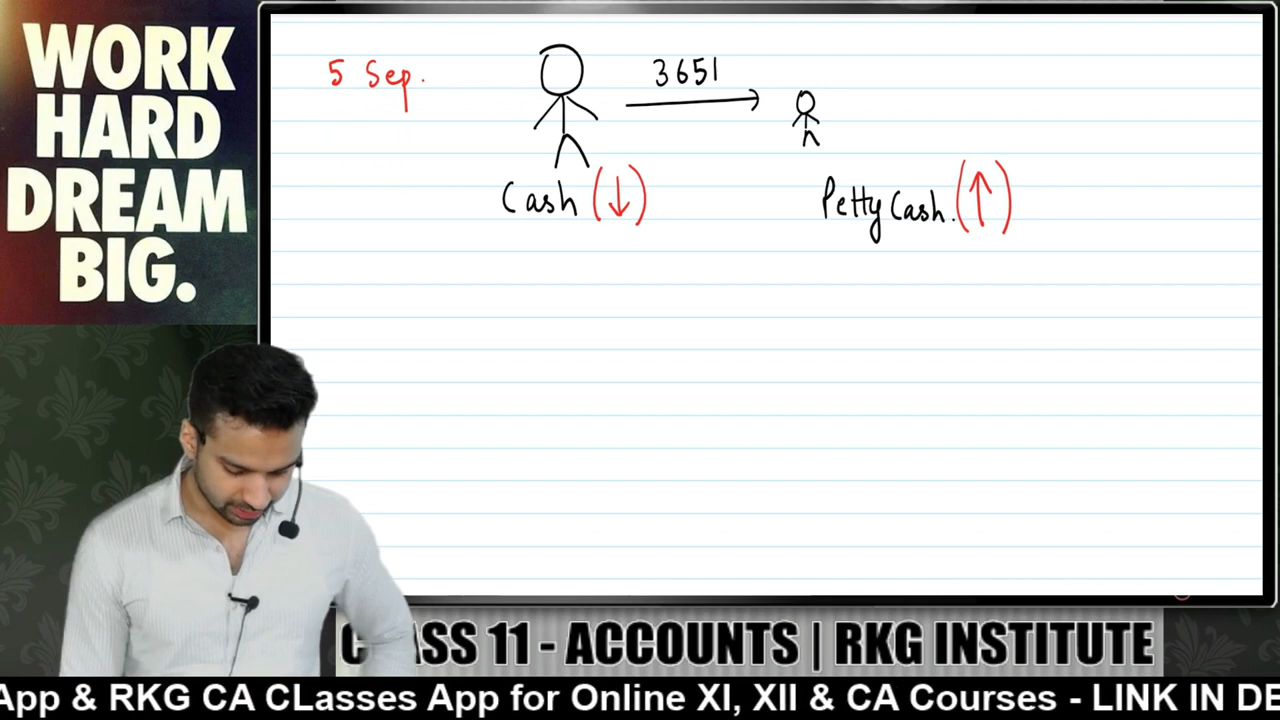 WORK
HARD
DREAM
BIG.
5 Sep.
3651
Cash (↓)
Petty Cash. (↑)
ASS 11 - ACCOUNTS | RKG INSTITUTE
App & RKG CA CLasses App for Online XI, XII & CA Courses - LINK IN DE